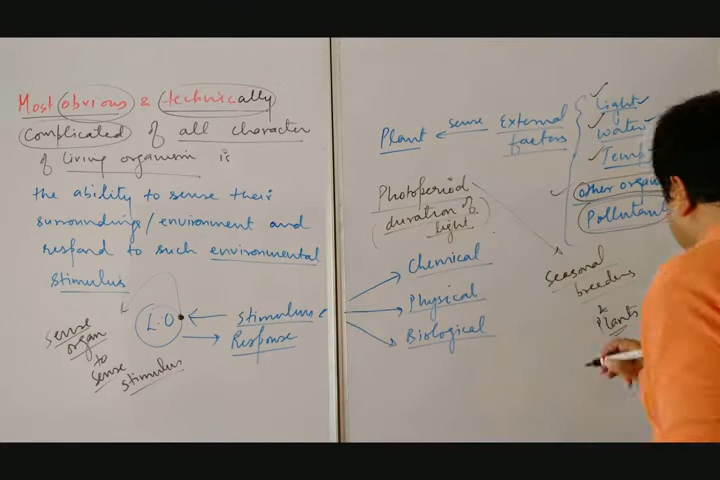 Most obvious & technically
Complicated of all character
of living organism is
the ability to sense their
surroundings/environment and
respond to such environmental
stimulus
L.O
Stimulus
Response
Sense
organ
to
sense
stimulus
Plant sense External
factors
Light
Water
Temp
other organ
Pollutant
Photoperiod
(duration of
light)
Chemical
Physical
Biological
Seasonal
breeders
&
Plants